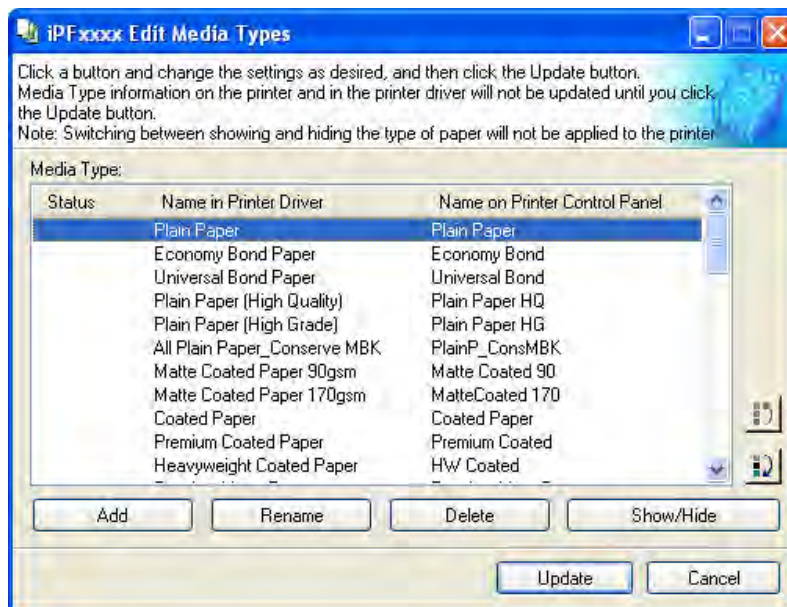 iPFxxxx Edit Media Types
Click a button and change the settings as desired, and then click the Update button.
Media Type information on the printer and in the printer driver will not be updated until you click
the Update button.
Note: Switching between showing and hiding the type of paper will not be applied to the printer
Media Type:
Status Name in Printer Driver Name on Printer Control Panel
Plain Paper Plain Paper
Economy Bond Paper Economy Bond
Universal Bond Paper Universal Bond
Plain Paper (High Quality) Plain Paper HQ
Plain Paper (High Grade) Plain Paper HG
All Plain Paper_Conserve MBK PlainP_ConsMBK
Matte Coated Paper 90gsm Matte Coated 90
Matte Coated Paper 170gsm MatteCoated 170
Coated Paper Coated Paper
Premium Coated Paper Premium Coated
Heavyweight Coated Paper HW Coated
Add Rename Delete Show/Hide
Update Cancel